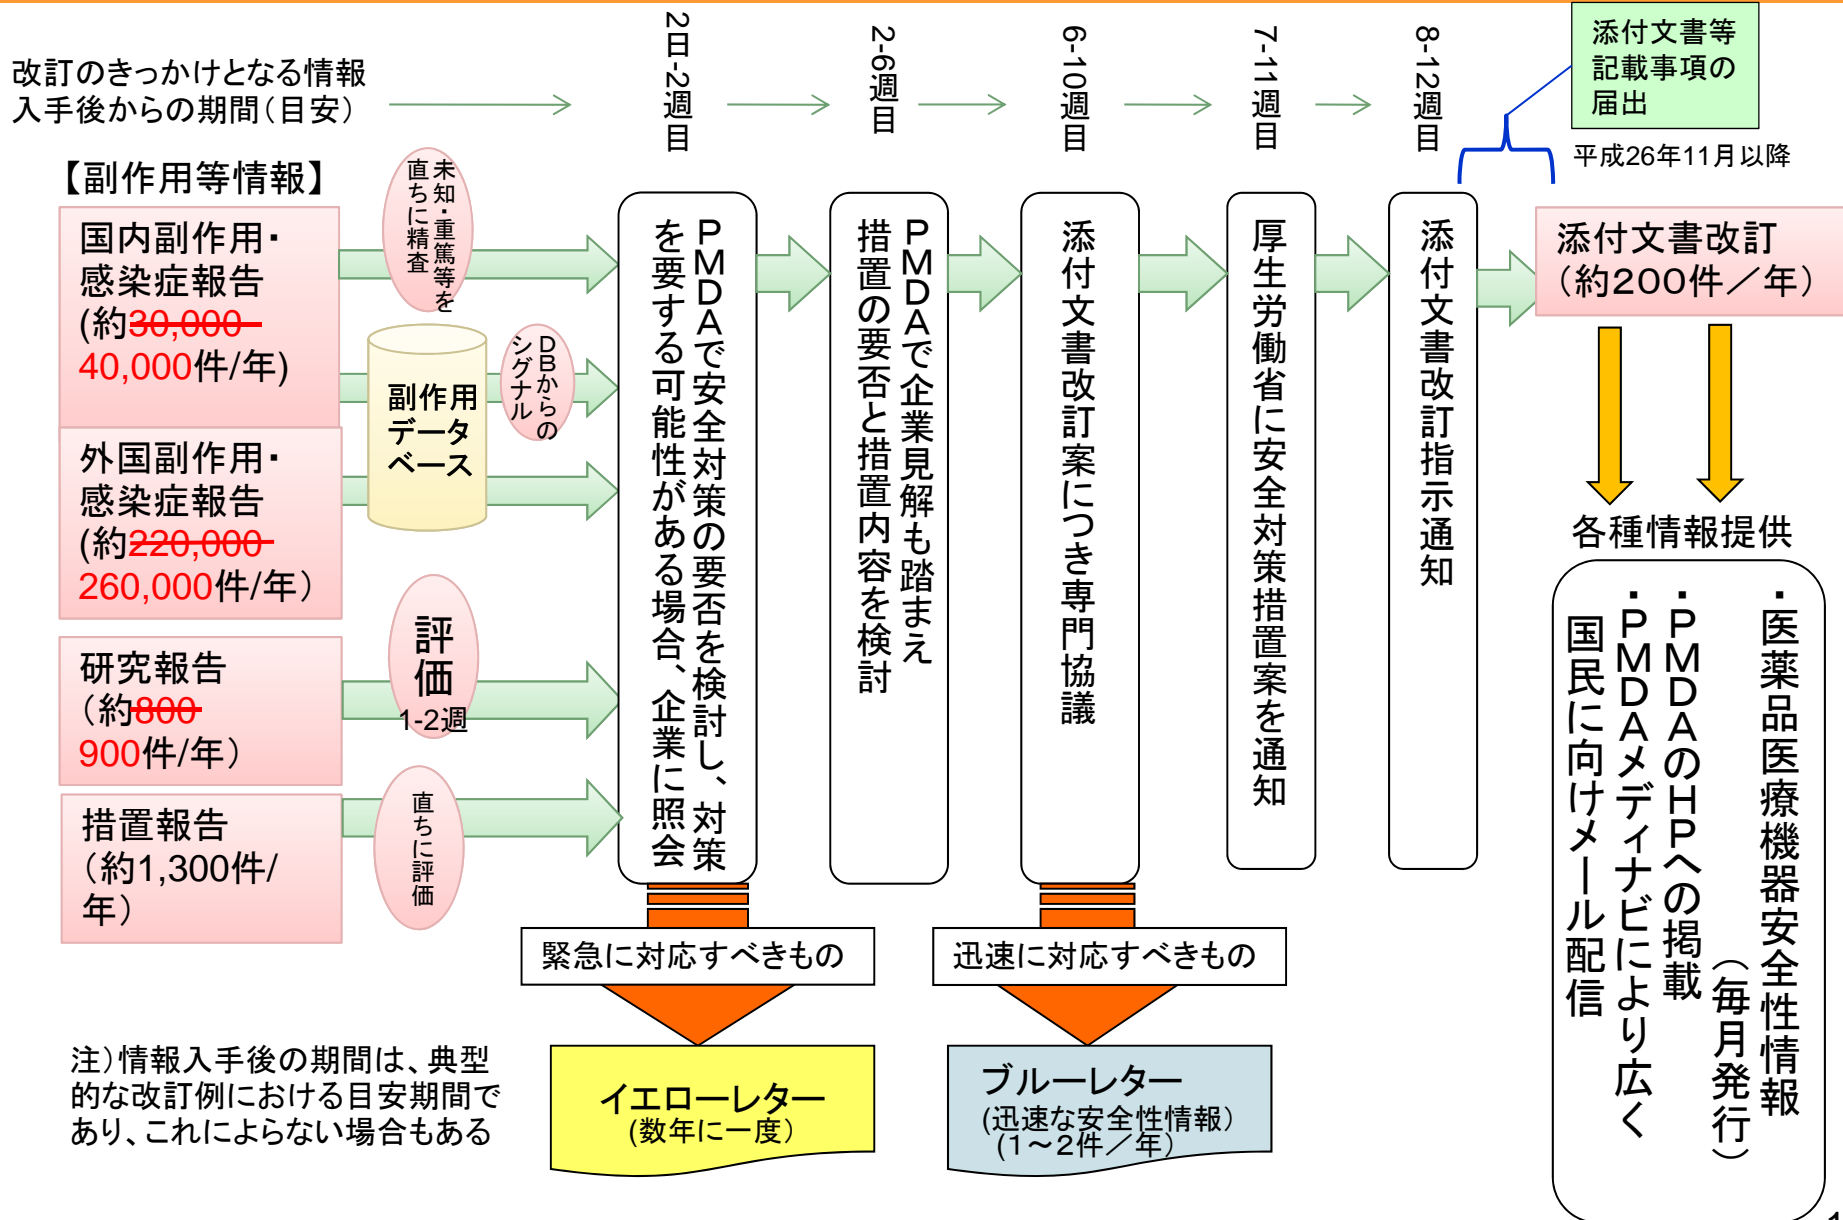 改訂のきっかけとなる情報
入手後からの期間（目安）
2日-2週目
2-6週目
6-10週目
7-11週目
8-12週目
添付文書等
記載事項の
届出
平成26年11月以降
【副作用等情報】
国内副作用・
感染症報告
(約30,000
40,000件/年)
外国副作用・
感染症報告
(約220,000
260,000件/年）
研究報告
（約800
900件/年）
措置報告
（約1,300件/
年）
未知・重篤等を
直ちに精査
副作用
データ
ベース
DBからの
シグナル
評価
1-2週
直ちに評価
ＰＭＤＡで安全対策の要否を検討し、対策
を要する可能性がある場合、企業に照会
ＰＭＤＡで企業見解も踏まえ
措置の要否と措置内容を検討
添付文書改訂案につき専門協議
厚生労働省に安全対策措置案を通知
添付文書改訂指示通知
添付文書改訂
（約２００件／年）
各種情報提供
・医薬品医療機器安全性情報
（毎月発行）
・ＰＭＤＡのＨＰへの掲載
・ＰＭＤＡメディナビにより広く
国民に向けメール配信
緊急に対応すべきもの
迅速に対応すべきもの
イエローレター
(数年に一度）
ブルーレター
(迅速な安全性情報）
(１～２件／年）
注）情報入手後の期間は、典型
的な改訂例における目安期間で
あり、これによらない場合もある